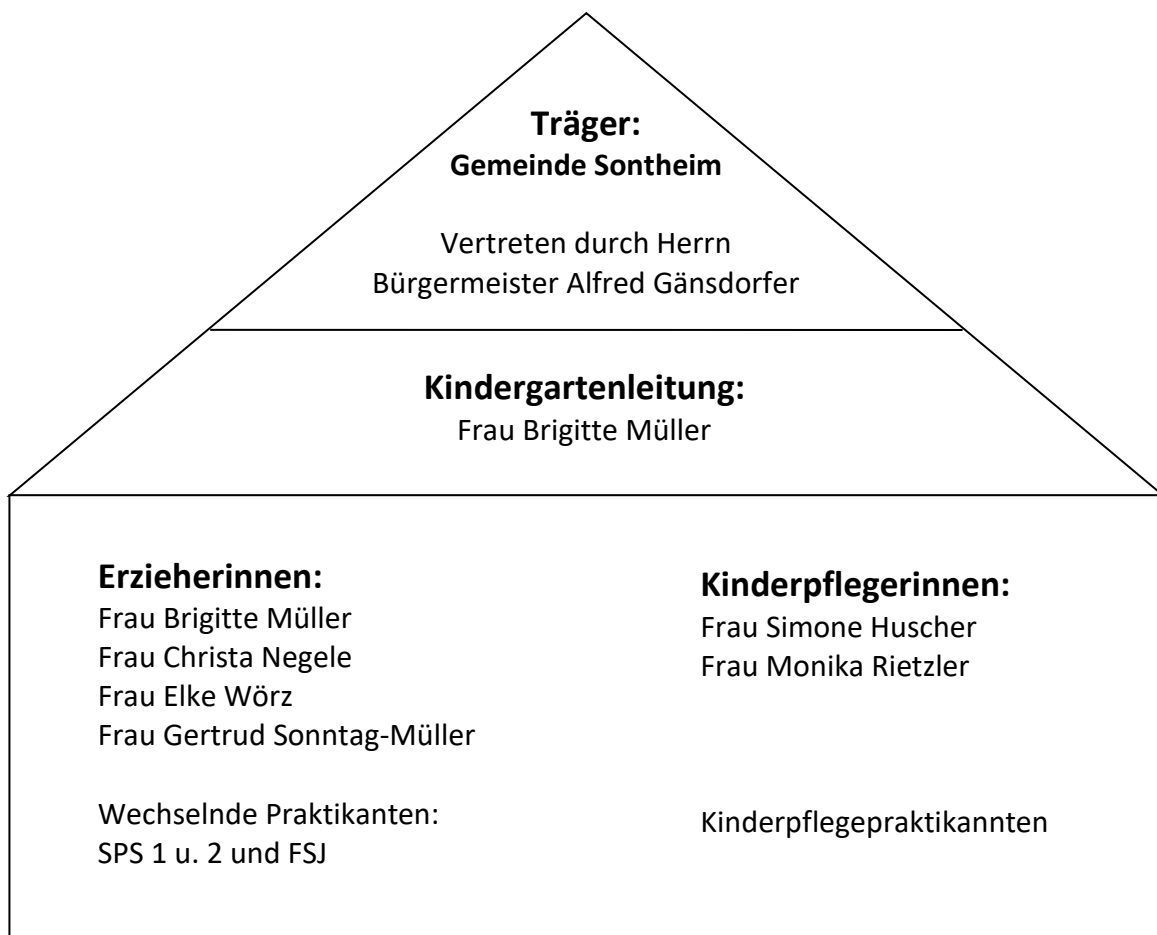 Träger:
Gemeinde Sontheim
Vertreten durch Herrn
Bürgermeister Alfred Gänsdorfer
Kindergartenleitung:
Frau Brigitte Müller
Erzieherinnen:
Frau Brigitte Müller
Frau Christa Negele
Frau Elke Wörz
Frau Gertrud Sonntag-Müller
Wechselnde Praktikanten:
SPS 1 u. 2 und FSJ
Kinderpflegerinnen:
Frau Simone Huscher
Frau Monika Rietzler
Kinderpflegepraktikannten